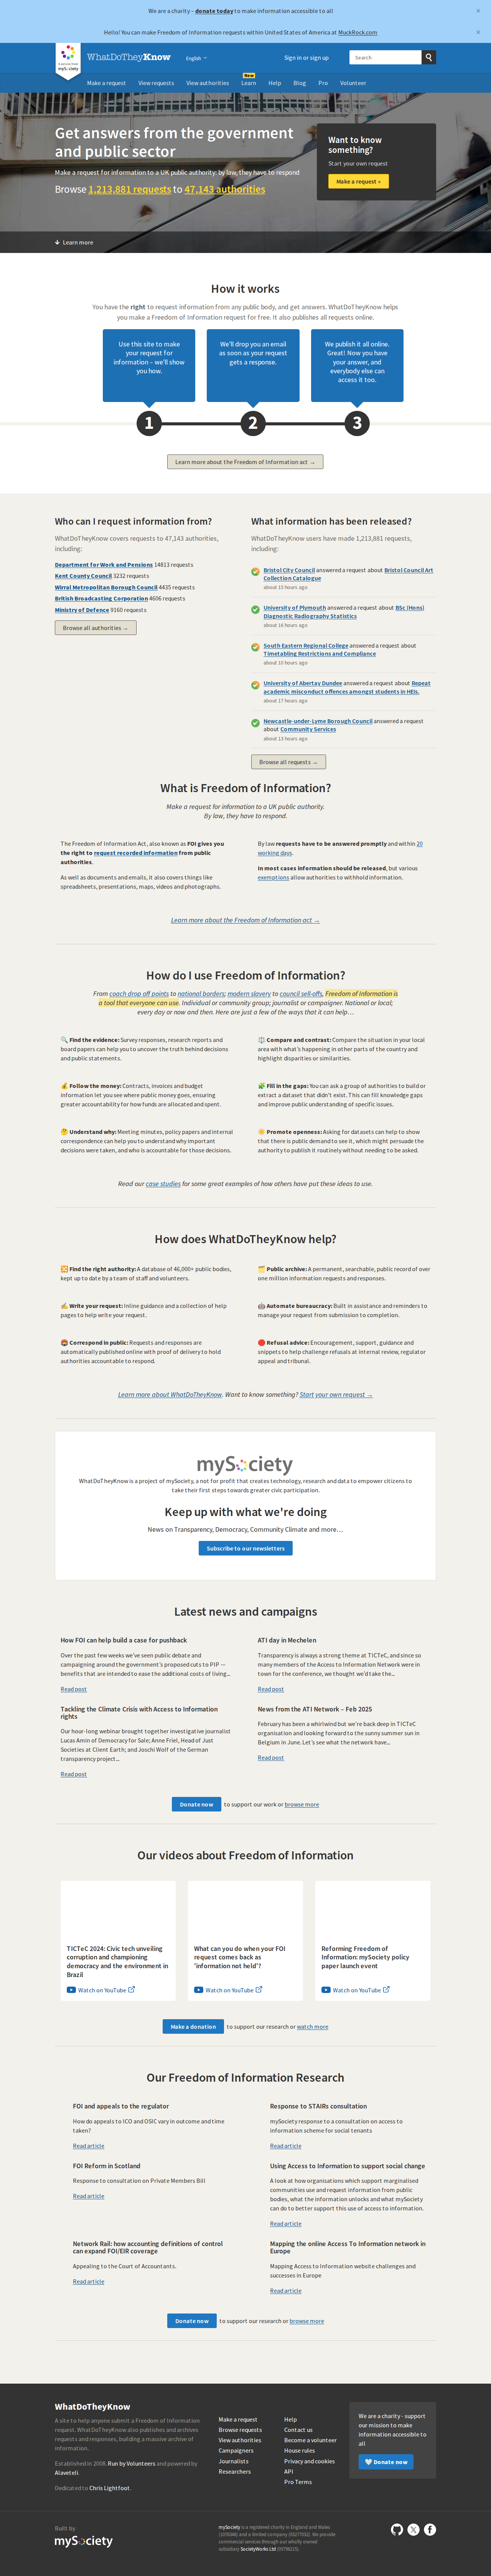 We are a charity – donate today to make information accessible to all
×
Hello! You can make Freedom of Information requests within United States of America at MuckRock.com
×
A service from
my society
WhatDoTheyKnow
English
Sign in or sign up
Search
Make a request
View requests
View authorities
New
Learn
Help
Blog
Pro
Volunteer
Get answers from the government
and public sector
Make a request for information to a UK public authority: by law, they have to respond
Browse 1,213,881 requests to 47,143 authorities
Want to know
something?
Start your own request
Make a request »
Learn more
How it works
You have the right to request information from any public body, and get answers. WhatDoTheyKnow helps
you make a Freedom of Information request for free. It also publishes all requests online.
Use this site to make
your request for
information – we'll show
you how.
We'll drop you an email
as soon as your request
gets a response.
We publish it all online.
Great! Now you have
your answer, and
everybody else can
access it too.
1
2
3
Learn more about the Freedom of Information act →
Who can I request information from?
WhatDoTheyKnow covers requests to 47,143 authorities,
including:
Department for Work and Pensions 14813 requests
Kent County Council 3232 requests
Wirral Metropolitan Borough Council 4435 requests
British Broadcasting Corporation 4606 requests
Ministry of Defence 9160 requests
Browse all authorities →
What information has been released?
WhatDoTheyKnow users have made 1,213,881 requests,
including:
Bristol City Council answered a request about Bristol Council Art
Collection Catalogue
about 15 hours ago
University of Plymouth answered a request about BSc (Hons)
Diagnostic Radiography Statistics
about 16 hours ago
South Eastern Regional College answered a request about
Timetabling Restrictions and Compliance
about 10 hours ago
University of Abertay Dundee answered a request about Repeat
academic misconduct offences amongst students in HEIs.
about 17 hours ago
Newcastle-under-Lyme Borough Council answered a request
about Community Services
about 13 hours ago
Browse all requests →
What is Freedom of Information?
Make a request for information to a UK public authority.
By law, they have to respond.
The Freedom of Information Act, also known as FOI gives you
the right to request recorded information from public
authorities.
As well as documents and emails, it also covers things like
spreadsheets, presentations, maps, videos and photographs.
By law requests have to be answered promptly and within 20
working days.
In most cases information should be released, but various
exemptions allow authorities to withhold information.
Learn more about the Freedom of Information act →
How do I use Freedom of Information?
From coach drop off points to national borders; modern slavery to council sell-offs, Freedom of Information is
a tool that everyone can use. Individual or community group; journalist or campaigner. National or local;
every day or now and then. Here are just a few of the ways that it can help…
🔍 Find the evidence: Survey responses, research reports and
board papers can help you to uncover the truth behind decisions
and public statements.
⚖️ Compare and contrast: Compare the situation in your local
area with what's happening in other parts of the country and
highlight disparities or similarities.
💰 Follow the money: Contracts, invoices and budget
information let you see where public money goes, ensuring
greater accountability for how funds are allocated and spent.
🧩 Fill in the gaps: You can ask a group of authorities to build or
extract a dataset that didn't exist. This can fill knowledge gaps
and improve public understanding of specific issues.
🤔 Understand why: Meeting minutes, policy papers and internal
correspondence can help you to understand why important
decisions were taken, and who is accountable for those decisions.
☀️ Promote openness: Asking for datasets can help to show
that there is public demand to see it, which might persuade the
authority to publish it routinely without needing to be asked.
Read our case studies for some great examples of how others have put these ideas to use.
How does WhatDoTheyKnow help?
🔀 Find the right authority: A database of 46,000+ public bodies,
kept up to date by a team of staff and volunteers.
🗂️ Public archive: A permanent, searchable, public record of over
one million information requests and responses.
✍️ Write your request: Inline guidance and a collection of help
pages to help write your request.
🤖 Automate bureaucracy: Built in assistance and reminders to
manage your request from submission to completion.
📯 Correspond in public: Requests and responses are
automatically published online with proof of delivery to hold
authorities accountable to respond.
🛑 Refusal advice: Encouragement, support, guidance and
snippets to help challenge refusals at internal review, regulator
appeal and tribunal.
Learn more about WhatDoTheyKnow. Want to know something? Start your own request →
mySociety
WhatDoTheyKnow is a project of mySociety, a not for profit that creates technology, research and data to empower citizens to
take their first steps towards greater civic participation.
Keep up with what we're doing
News on Transparency, Democracy, Community Climate and more…
Subscribe to our newsletters
Latest news and campaigns
How FOI can help build a case for pushback
Over the past few weeks we've seen public debate and
campaigning around the government's proposed cuts to PIP —
benefits that are intended to ease the additional costs of living...
Read post
ATI day in Mechelen
Transparency is always a strong theme at TICTeC, and since so
many members of the Access to Information Network were in
town for the conference, we thought we'd take the...
Read post
Tackling the Climate Crisis with Access to Information
rights
Our hour-long webinar brought together investigative journalist
Lucas Amin of Democracy for Sale; Anne Friel, Head of Just
Societies at Client Earth; and Joschi Wolf of the German
transparency project...
Read post
News from the ATI Network – Feb 2025
February has been a whirlwind but we're back deep in TICTeC
organisation and looking forward to the sunny summer sun in
Belgium in June. Let's see what the network have...
Read post
Donate now to support our work or browse more
Our videos about Freedom of Information
TICTeC 2024: Civic tech unveiling
corruption and championing
democracy and the environment in
Brazil
Watch on YouTube
What can you do when your FOI
request comes back as
'information not held'?
Watch on YouTube
Reforming Freedom of
Information: mySociety policy
paper launch event
Watch on YouTube
Make a donation to support our research or watch more
Our Freedom of Information Research
FOI and appeals to the regulator
How do appeals to ICO and OSIC vary in outcome and time
taken?
Read article
Response to STAIRs consultation
mySociety response to a consultation on access to
information scheme for social tenants
Read article
FOI Reform in Scotland
Response to consultation on Private Members Bill
Read article
Using Access to Information to support social change
A look at how organisations which support marginalised
communities use and request information from public
bodies, what the information unlocks and what mySociety
can do to better support this use of access to information.
Read article
Network Rail: how accounting definitions of control
can expand FOI/EIR coverage
Appealing to the Court of Accountants.
Read article
Mapping the online Access To Information network in
Europe
Mapping Access to Information website challenges and
successes in Europe
Read article
Donate now to support our research or browse more
WhatDoTheyKnow
A site to help anyone submit a Freedom of Information
request. WhatDoTheyKnow also publishes and archives
requests and responses, building a massive archive of
information.
Established in 2008. Run by Volunteers and powered by
Alaveteli.
Dedicated to Chris Lightfoot.
Make a request
Browse requests
View authorities
Campaigners
Journalists
Researchers
Help
Contact us
Become a volunteer
House rules
Privacy and cookies
API
Pro Terms
We are a charity - support
our mission to make
information accessible to
all
🤍 Donate now
Built by
mySociety
mySociety is a registered charity in England and Wales
(1076346) and a limited company (03277032). We provide
commercial services through our wholly owned
subsidiary SocietyWorks Ltd (05798215).